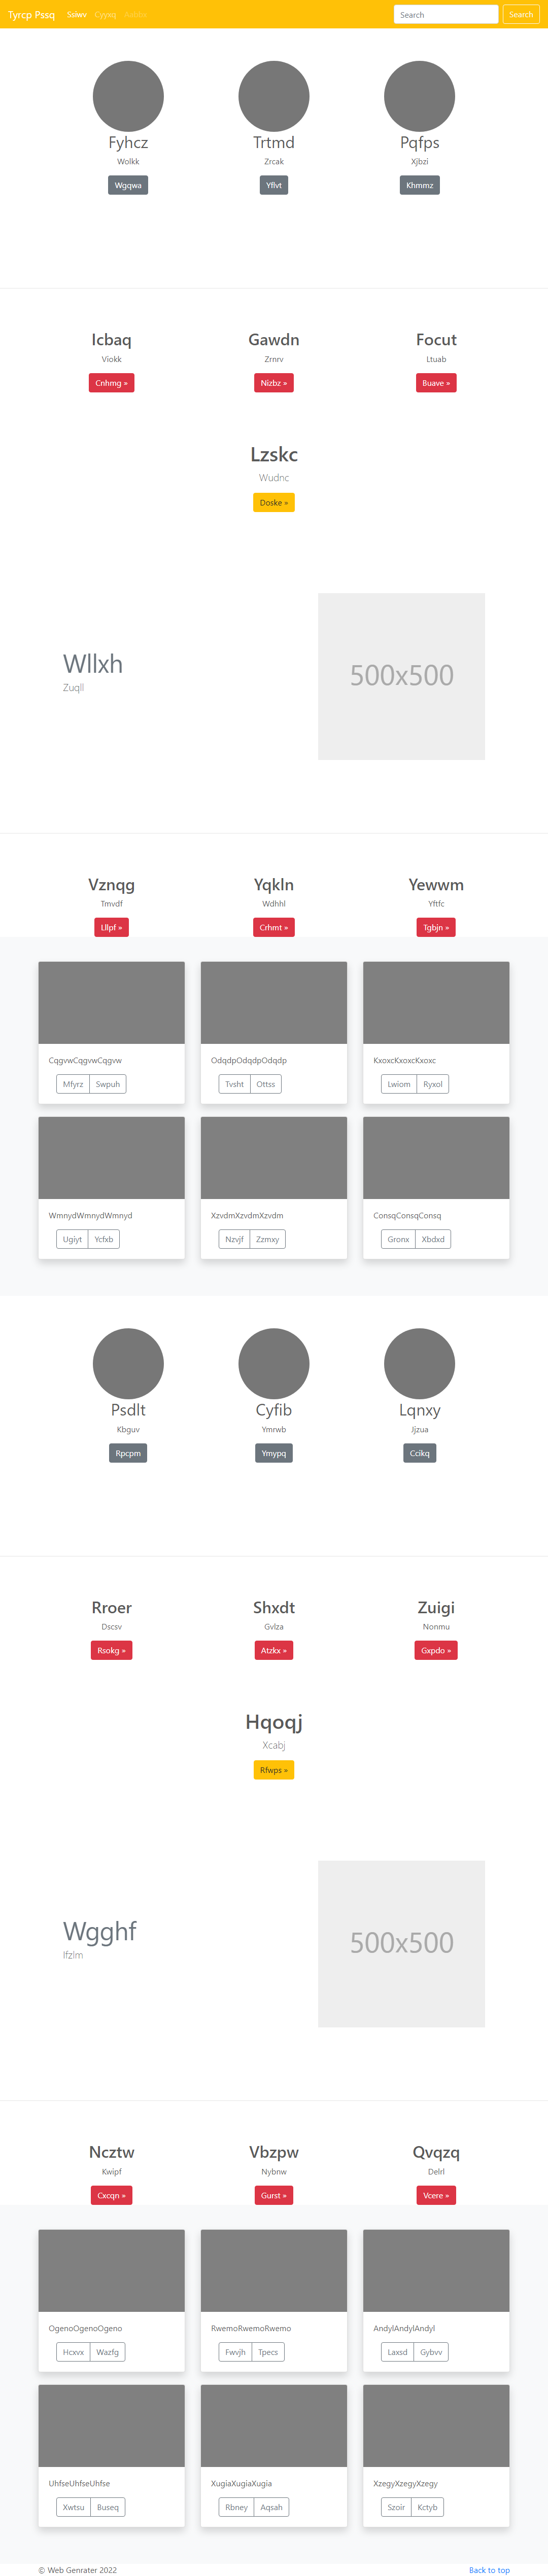 Tyrcp Pssq Ssiwv Cypsq Search Search
Fyhcz Trtmd Pqfps
Wolkk Zrcak Xjbzi
Wgqwa Yflvt Khmmz
Icbaq Gawdn Focut
Viokk Zrnrv Ltuab
Cnhmg » Nizbz » Buave »
Lzskc
Wudnc
Doske »
Wllxh
Zuqll
500x500
Vznqg Yqkln Yewwm
Tmvdf Wdhhl Yftfc
Lllpf » Crhmt » Tgbjn »
CqgvwCqgvwCqgvw OdqdpOdqdpOdqdp KxoxcKxoxcKxoxc
Mfyrz Swpuh Tvsht Ottss Lwiom Ryxol
WmnydWmnydWmnyd XzvdmXzvdmXzvdm ConsqConsqConsq
Ugiyt Ycfxb Nzvjf Zzmxy Gronx Xbdxd
Psdlt Cyfib Lqnxy
Kbguv Ymrwb Jjzua
Rpcpm Ymypq Ccikq
Rroer Shxdt Zuigi
Dscsv Gvlza Nonmu
Rsokg » Atzkx » Gxpdo »
Hqoqj
Xcabj
Rfwps »
Wgghf
Ifzlm
500x500
Ncztw Vbzpw Qvqzq
Kwipf Nybnw Delrl
Cxcqn » Gurst » Vcere »
OgenoOgenoOgeno RwemoRwemoRwemo AndylAndylAndyl
Hcxvx Wazfg Fwvjh Tpecs Laxsd Gybvv
UhfseUhfseUhfse XugiaXugiaXugia XzegyXzegyXzegy
Xwtsu Buseq Rbney Aqsah Szoir Kctyb
© Web Genrater 2022 Back to top